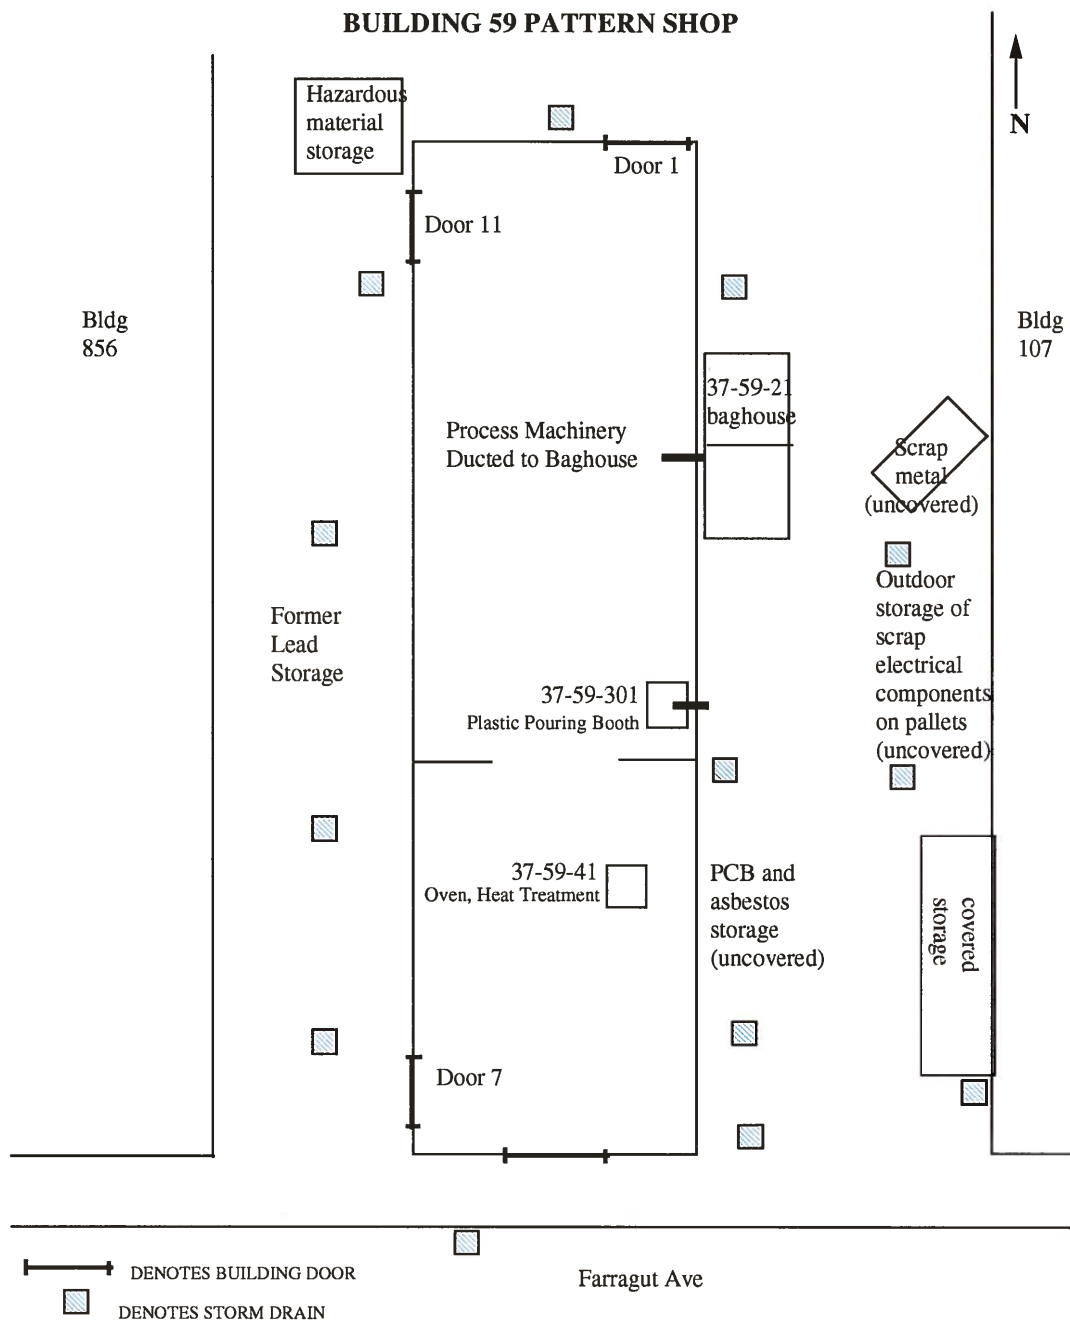 BUILDING 59 PATTERN SHOP
N
Hazardous
material
storage
Door 1
Door 11
Bldg
856
Bldg
107
37-59-21
baghouse
Process Machinery
Ducted to Baghouse
Scrap
metal
(uncovered)
Outdoor
storage of
scrap
electrical
components
on pallets
(uncovered)
Former
Lead
Storage
37-59-301
Plastic Pouring Booth
37-59-41
Oven, Heat Treatment
PCB and
asbestos
storage
(uncovered)
covered
storage
Door 7
DENOTES BUILDING DOOR
DENOTES STORM DRAIN
Farragut Ave